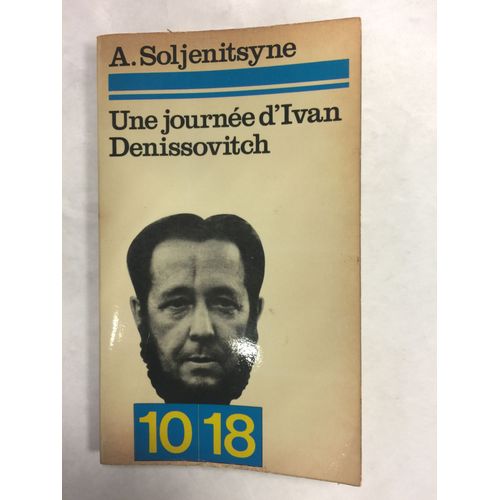 A. Soljenitsyne
Une journée d'Ivan
Denissovitch
10 18